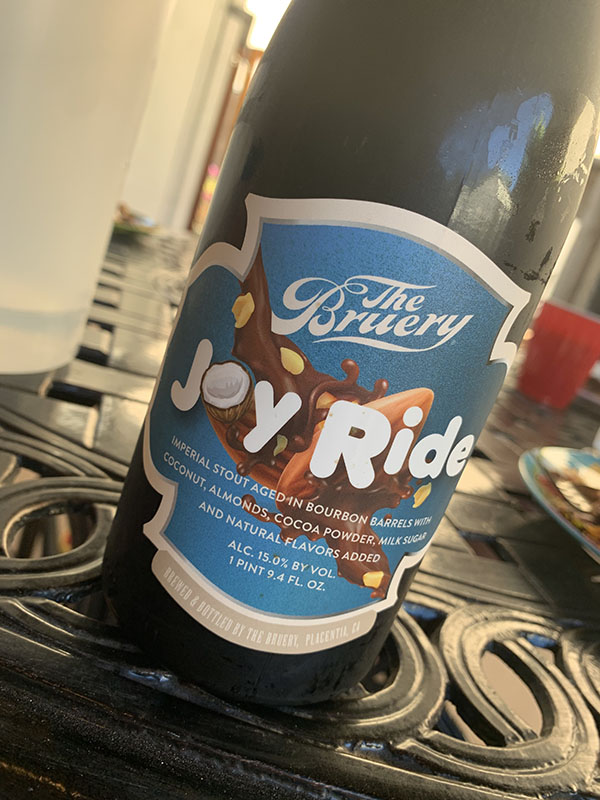 The
Bruery
Joy Ride
IMPERIAL STOUT AGED IN BOURBON BARRELS WITH
COCONUT, ALMONDS, COCOA POWDER, MILK SUGAR
AND NATURAL FLAVORS ADDED
ALC. 15.0% BY VOL.
1 PINT 9.4 FL. OZ.
BREWED & BOTTLED BY THE BRUERY, PLACENTIA, CA